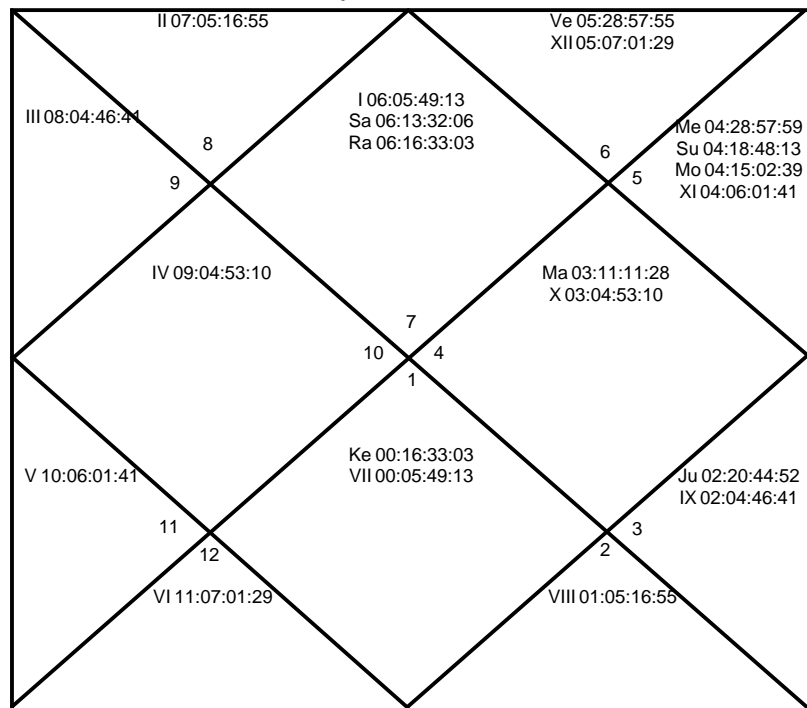 II 07:05:16:55
Ve 05:28:57:55
XII 05:07:01:29
III 08:04:46:41
I 06:05:49:13
Sa 06:13:32:06
Ra 06:16:33:03
Me 04:28:57:59
Su 04:18:48:13
Mo 04:15:02:39
XI 04:06:01:41
8
6
9
5
IV 09:04:53:10
Ma 03:11:11:28
X 03:04:53:10
7
10
4
1
V 10:06:01:41
Ke 00:16:33:03
VII 00:05:49:13
Ju 02:20:44:52
IX 02:04:46:41
11
3
12
2
VI 11:07:01:29
VIII 01:05:16:55